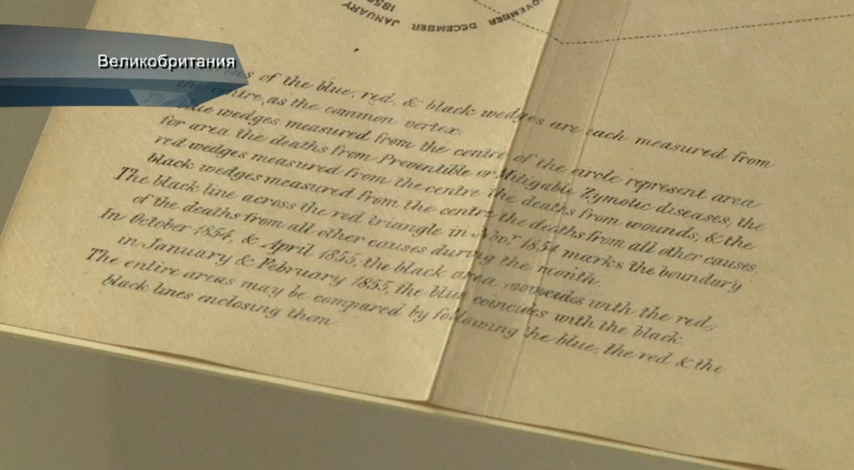 Великобритания
NOVEMBER
DECEMBER
JANUARY
185
of the blue, red, & black wedges are each measured from
the centre, as the common vertex
The blue wedges measured from the centre of the circle represent area
for area the deaths from Preventible or Mitigable Zymotic diseases, the
red wedges measured from the centre the deaths from wounds, & the
black wedges measured from the centre the deaths from all other causes.
The black line across the red triangle in Nov.r 1854 marks the boundary
of the deaths from all other causes during the month.
In October 1854, & April 1855, the black area coincides with the red,
in January & February 1855, the blue coincides with the black.
The entire areas may be compared by following the blue, the red & the
black lines enclosing them